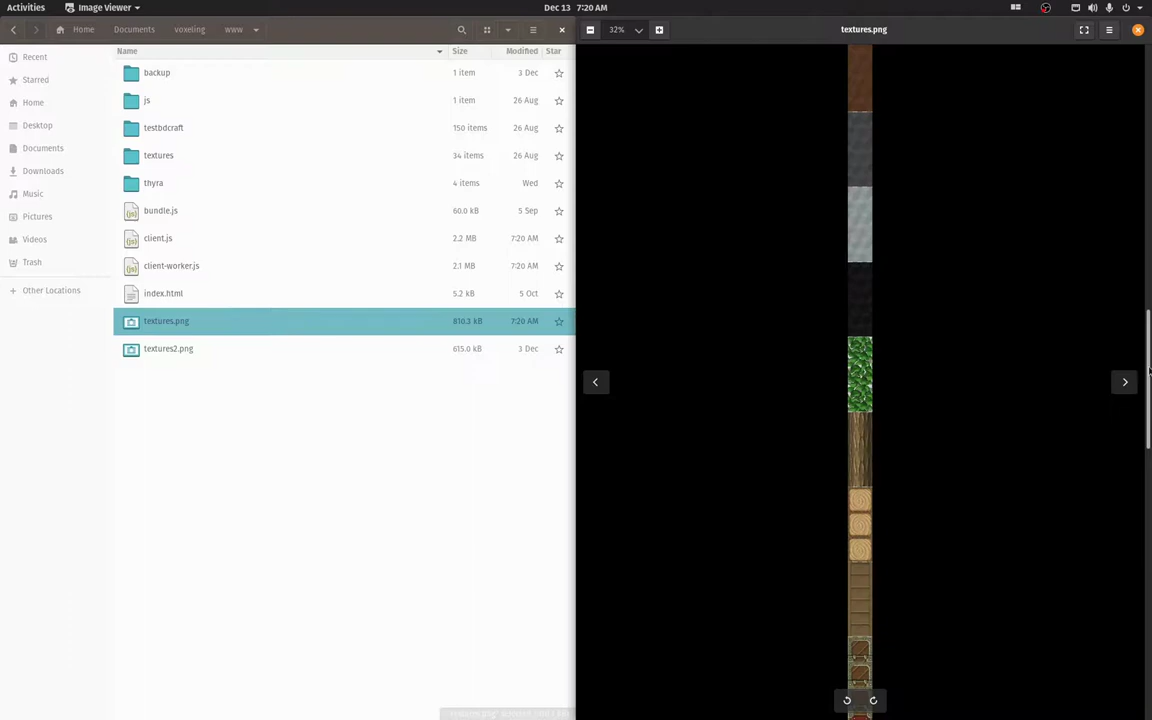 Activities Image Viewer Dec 13 7:20 AM
Home Documents voxeling www
32% textures.png
Name Size Modified Star
Recent
Starred
Home
Desktop
Documents
Downloads
Music
Pictures
Videos
Trash
Other Locations
backup 1 item 3 Dec
js 1 item 26 Aug
testbdcraft 150 items 26 Aug
textures 34 items 26 Aug
thyra 4 items Wed
bundle.js 60.0 kB 5 Sep
client.js 2.2 MB 7:20 AM
client-worker.js 2.1 MB 7:20 AM
index.html 5.2 kB 5 Oct
textures.png 810.3 kB 7:20 AM
textures2.png 615.0 kB 3 Dec